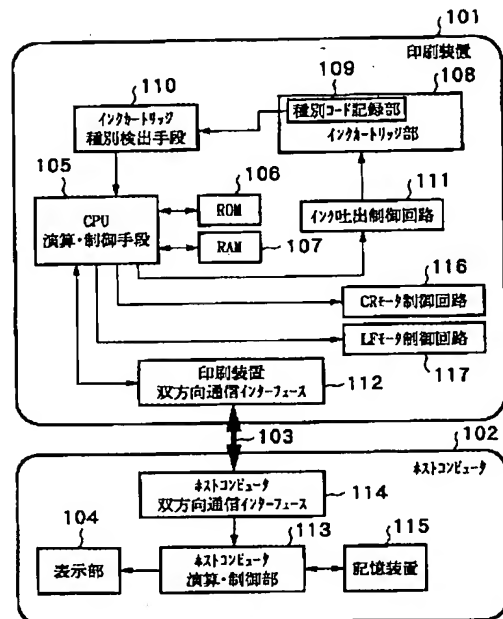 101
印刷装置
110
109
108
インクカートリッジ
種別検出手段
種別コード記録部
インクカートリッジ部
105
CPU
演算・制御手段
106
ROM
RAM
107
111
インク吐出制御回路
116
CRモータ制御回路
LFモータ制御回路
117
印刷装置
双方向通信インターフェース
112
103
102
ホストコンピュータ
ホストコンピュータ
双方向通信インターフェース
114
104
表示部
113
ホストコンピュータ
演算・制御部
115
記憶装置